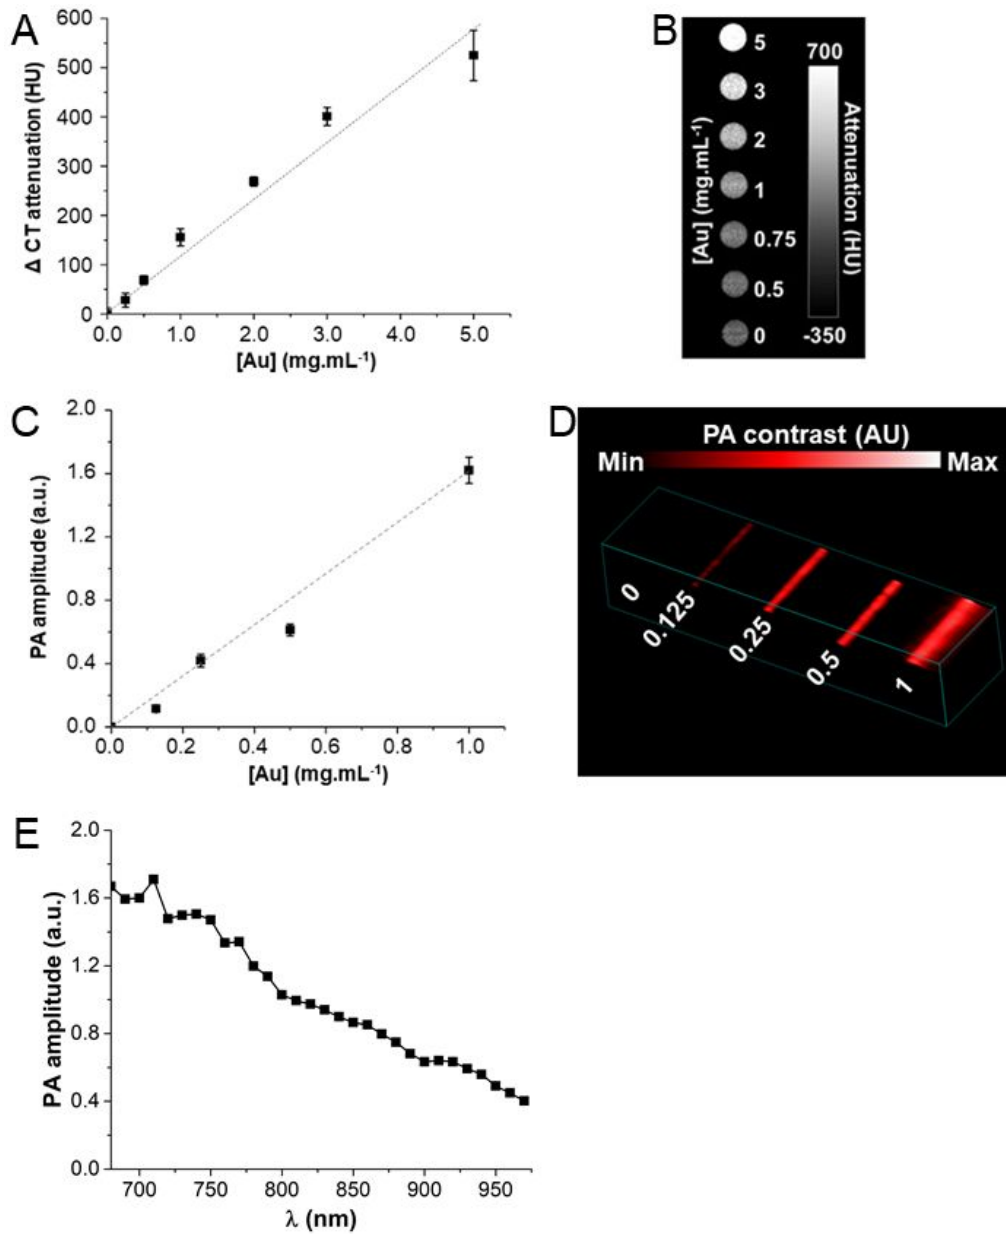 A
600
500
400
300
200
100
0
Δ CT attenuation (HU)
0.0 1.0 2.0 3.0 4.0 5.0
[Au] (mg.mL-1)
B
[Au] (mg.mL-1)
5
3
2
1
0.75
0.5
0
700
Attenuation (HU)
-350
C
2.0
1.6
1.2
0.8
0.4
0.0
PA amplitude (a.u.)
0.0 0.2 0.4 0.6 0.8 1.0
[Au] (mg.mL-1)
D
PA contrast (AU)
Min Max
0
0.125
0.25
0.5
1
E
2.0
1.6
1.2
0.8
0.4
0.0
PA amplitude (a.u.)
700 750 800 850 900 950
λ (nm)